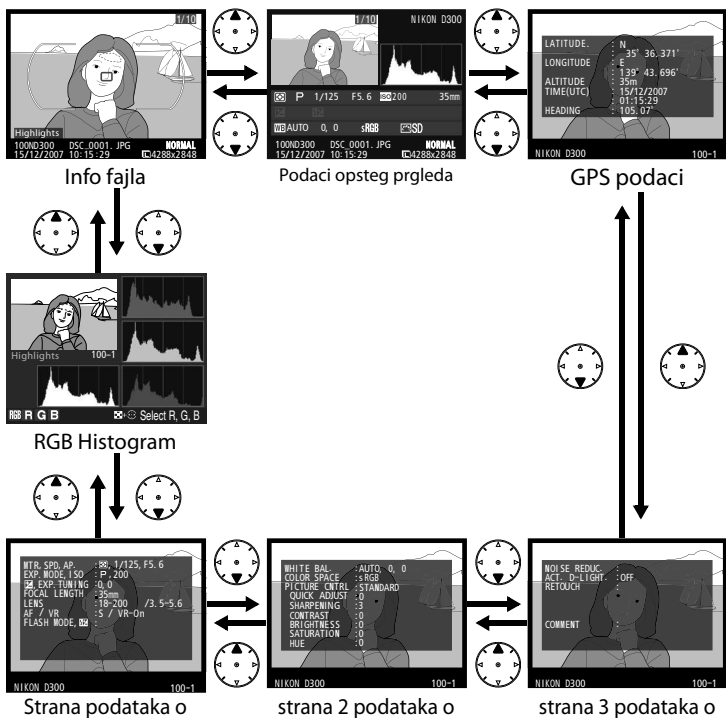 1/10
Highlights
100ND300 DSC_0001. JPG NORMAL
15/12/2007 10:15:29 4288x2848
Info fajla
1/10 NIKON D300
P 1/125 F5. 6 ISO 200 35mm
WB AUTO 0, 0 sRGB SD
100ND300 DSC_0001. JPG NORMAL
15/12/2007 10:15:29 4288x2848
Podaci opsteg prgleda
LATITUDE. : N
: 35° 36.371'
LONGITUDE : E
: 139° 43.696'
ALTITUDE : 35m
TIME(UTC) : 15/12/2007
: 01:15:29
HEADING : 105.07°
NIKON D300 100-1
GPS podaci
Highlights 100-1
RGB R G B Select R, G, B
RGB Histogram
MTR, SPD, AP. : , 1/125, F5. 6
EXP. MODE, ISO : P , 200
, EXP. TUNING : 0, 0
FOCAL LENGTH : 35mm
LENS : 18-200 /3.5-5.6
AF / VR : S / VR-On
FLASH MODE, :
NIKON D300 100-1
Strana podataka o
WHITE BAL. : AUTO, 0, 0
COLOR SPACE : sRGB
PICTURE CNTRL : STANDARD
QUICK ADJUST : 0
SHARPENING : 3
CONTRAST : 0
BRIGHTNESS : 0
SATURATION : 0
HUE : 0
NIKON D300 100-1
strana 2 podataka o
NOISE REDUC. :
ACT. D-LIGHT. : OFF
RETOUCH :
COMMENT :
NIKON D300 100-1
strana 3 podataka o